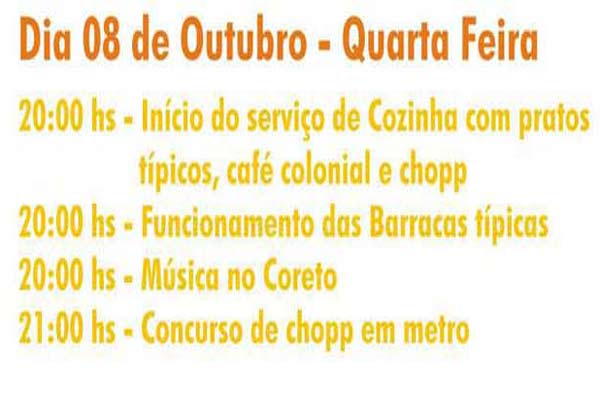 Dia 08 de Outubro - Quarta Feira
20:00 hs - Início do serviço de Cozinha com pratos
típicos, café colonial e chopp
20:00 hs - Funcionamento das Barracas típicas
20:00 hs - Música no Coreto
21:00 hs - Concurso de chopp em metro